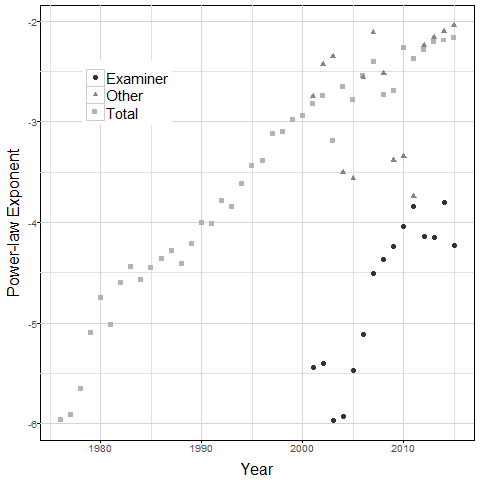 -2
-3
-4
-5
-6
Power-law Exponent
Examiner
Other
Total
1980 1990 2000 2010
Year